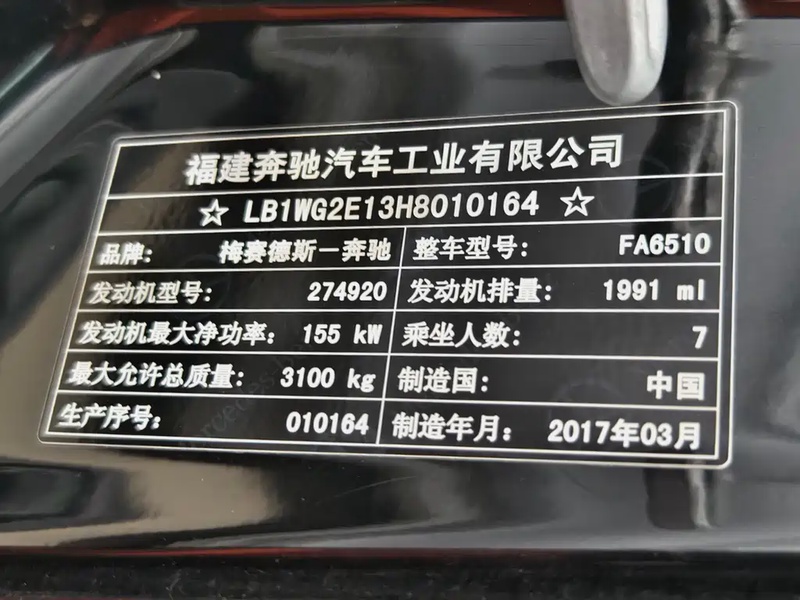 福建奔驰汽车工业有限公司
☆ LB1WG2E13H8010164 ☆
品牌: 梅赛德斯－奔驰 整车型号: FA6510
发动机型号: 274920 发动机排量: 1991 ml
发动机最大净功率: 155 kW 乘坐人数: 7
最大允许总质量: 3100 kg 制造国: 中国
生产序号: 010164 制造年月: 2017年03月